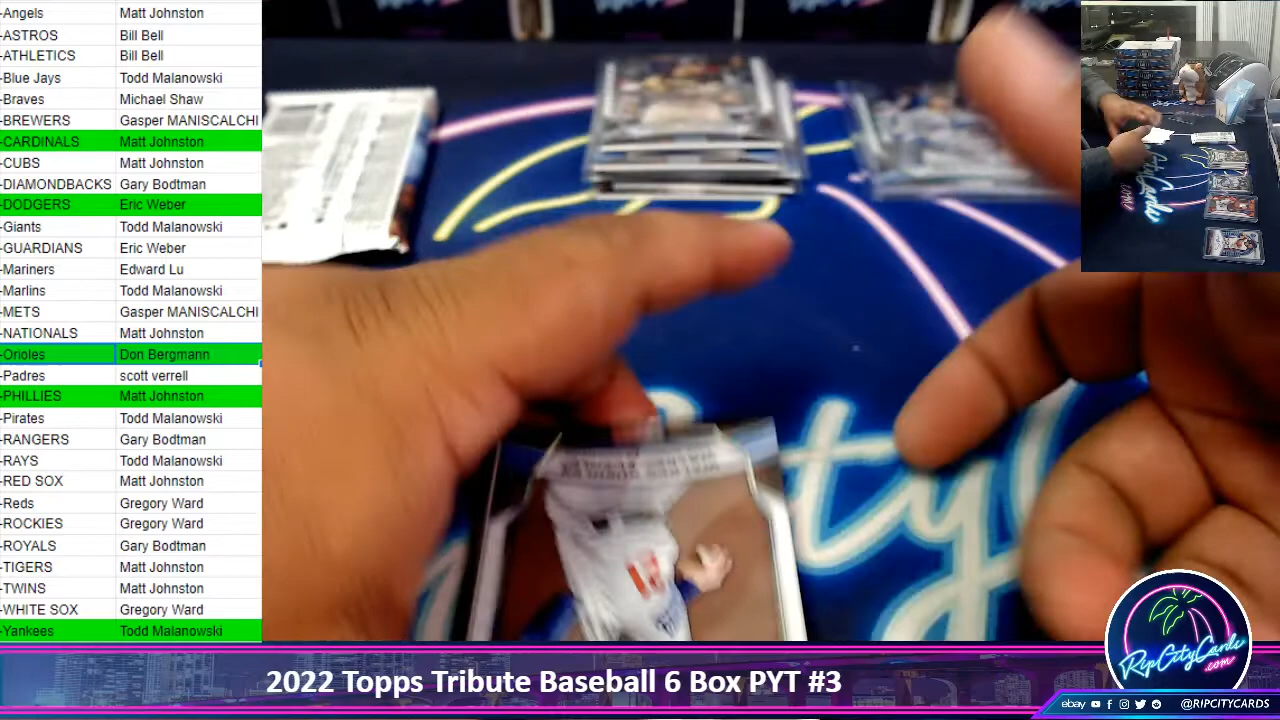 -Angels Matt Johnston
-ASTROS Bill Bell
-ATHLETICS Bill Bell
-Blue Jays Todd Malanowski
-Braves Michael Shaw
-BREWERS Gasper MANISCALCHI
-CARDINALS Matt Johnston
-CUBS Matt Johnston
-DIAMONDBACKS Gary Bodtman
-DODGERS Eric Weber
-Giants Todd Malanowski
-GUARDIANS Eric Weber
-Mariners Edward Lu
-Marlins Todd Malanowski
-METS Gasper MANISCALCHI
-NATIONALS Matt Johnston
-Orioles Don Bergmann
-Padres scott verrell
-PHILLIES Matt Johnston
-Pirates Todd Malanowski
-RANGERS Gary Bodtman
-RAYS Todd Malanowski
-RED SOX Matt Johnston
-Reds Gregory Ward
-ROCKIES Gregory Ward
-ROYALS Gary Bodtman
-TIGERS Matt Johnston
-TWINS Matt Johnston
-WHITE SOX Gregory Ward
-Yankees Todd Malanowski
RipCityCards
.com
2022 Topps Tribute Baseball 6 Box PYT #3
ebay @RIPCITYCARDS